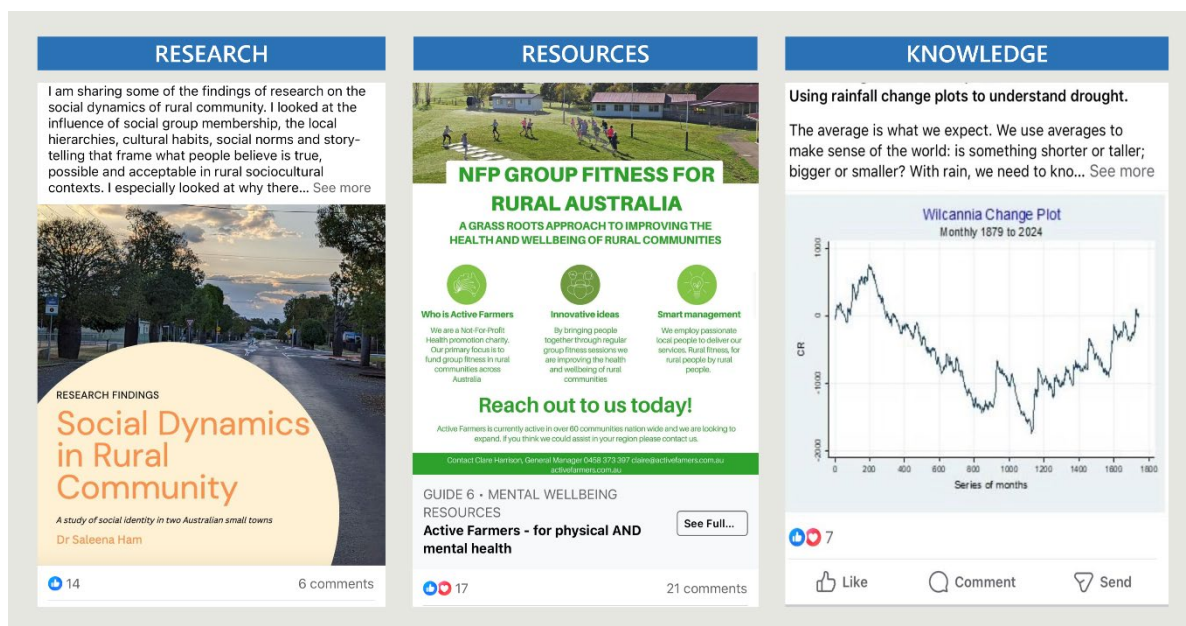 RESEARCH
I am sharing some of the findings of research on the
social dynamics of rural community. I looked at the
influence of social group membership, the local
hierarchies, cultural habits, social norms and story-
telling that frame what people believe is true,
possible and acceptable in rural sociocultural
contexts. I especially looked at why there... See more
RESEARCH FINDINGS
Social Dynamics
in Rural
Community
A study of social identity in two Australian small towns
Dr Saleena Ham
14
6 comments
RESOURCES
NFP GROUP FITNESS FOR
RURAL AUSTRALIA
A GRASS ROOTS APPROACH TO IMPROVING THE
HEALTH AND WELLBEING OF RURAL COMMUNITIES
Who is Active Farmers
We are a Not-For-Profit
Health promotion charity.
Our primary focus is to
fund group fitness in rural
communities across
Australia
Innovative ideas
By bringing people
together through regular
group fitness sessions we
are improving the health
and wellbeing of rural
communities
Smart management
We employ passionate
local people to deliver our
services. Rural fitness, for
rural people by rural
people.
Reach out to us today!
Active Farmers is currently active in over 60 communities nation wide and we are looking to
expand, if you think we could assist in your region please contact us.
Contact Clare Harrison, General Manager 0458 373 397 claire@activefamers.com.au
activefarmers.com.au
GUIDE 6 • MENTAL WELLBEING
RESOURCES
Active Farmers - for physical AND
mental health
See Full...
17
21 comments
KNOWLEDGE
Using rainfall change plots to understand drought.
The average is what we expect. We use averages to
make sense of the world: is something shorter or taller;
bigger or smaller? With rain, we need to kno... See more
Wilcannia Change Plot
Monthly 1879 to 2024
1000
0
-1000
-2000
CR
0 200 400 600 800 1000 1200 1400 1600 1800
Series of months
7
Like
Comment
Send